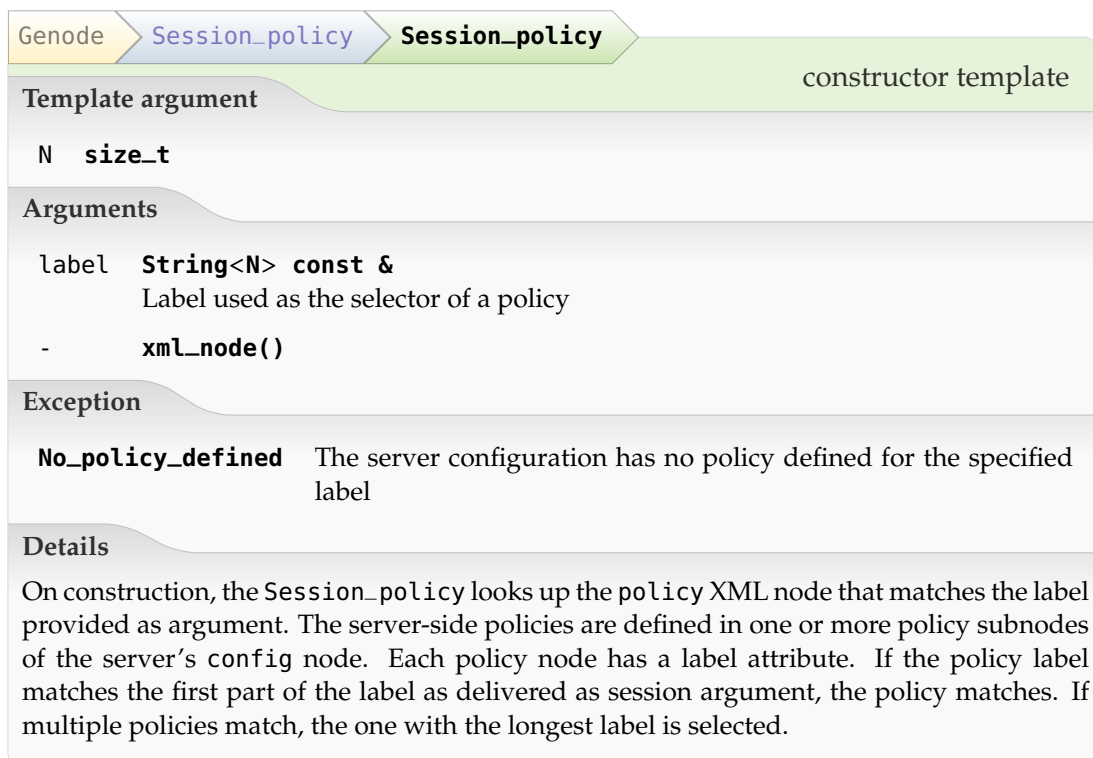 Genode Session_policy Session_policy
constructor template
Template argument
N size_t
Arguments
label String<N> const &
Label used as the selector of a policy
- xml_node()
Exception
No_policy_defined The server configuration has no policy defined for the specified
label
Details
On construction, the Session_policy looks up the policy XML node that matches the label
provided as argument. The server-side policies are defined in one or more policy subnodes
of the server's config node. Each policy node has a label attribute. If the policy label
matches the first part of the label as delivered as session argument, the policy matches. If
multiple policies match, the one with the longest label is selected.